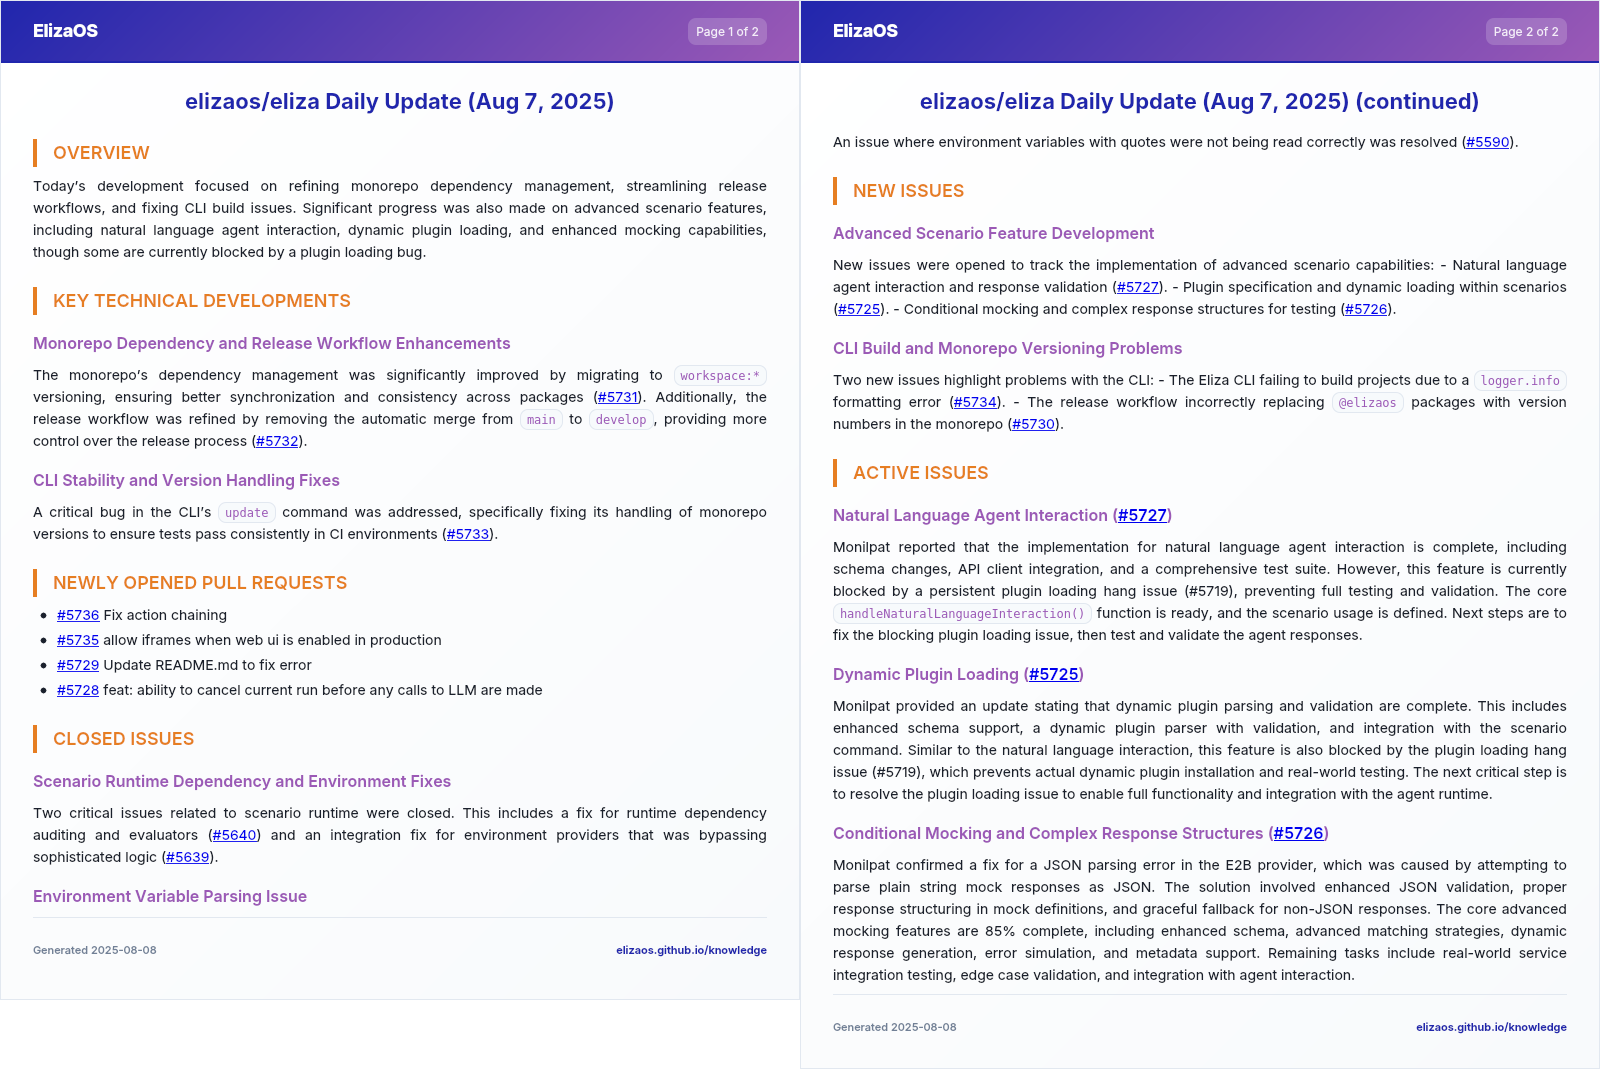 ElizaOS
Page 1 of 2
elizaos/eliza Daily Update (Aug 7, 2025)
OVERVIEW
Today's development focused on refining monorepo dependency management, streamlining release
workflows, and fixing CLI build issues. Significant progress was also made on advanced scenario features,
including natural language agent interaction, dynamic plugin loading, and enhanced mocking capabilities,
though some are currently blocked by a plugin loading bug.
KEY TECHNICAL DEVELOPMENTS
Monorepo Dependency and Release Workflow Enhancements
The monorepo's dependency management was significantly improved by migrating to workspace:*
versioning, ensuring better synchronization and consistency across packages (#5731). Additionally, the
release workflow was refined by removing the automatic merge from main to develop, providing more
control over the release process (#5732).
CLI Stability and Version Handling Fixes
A critical bug in the CLI's update command was addressed, specifically fixing its handling of monorepo
versions to ensure tests pass consistently in CI environments (#5733).
NEWLY OPENED PULL REQUESTS
• #5736 Fix action chaining
• #5735 allow iframes when web ui is enabled in production
• #5729 Update README.md to fix error
• #5728 feat: ability to cancel current run before any calls to LLM are made
CLOSED ISSUES
Scenario Runtime Dependency and Environment Fixes
Two critical issues related to scenario runtime were closed. This includes a fix for runtime dependency
auditing and evaluators (#5640) and an integration fix for environment providers that was bypassing
sophisticated logic (#5639).
Environment Variable Parsing Issue
Generated 2025-08-08
elizaos.github.io/knowledge
ElizaOS
Page 2 of 2
elizaos/eliza Daily Update (Aug 7, 2025) (continued)
An issue where environment variables with quotes were not being read correctly was resolved (#5590).
NEW ISSUES
Advanced Scenario Feature Development
New issues were opened to track the implementation of advanced scenario capabilities: - Natural language
agent interaction and response validation (#5727). - Plugin specification and dynamic loading within scenarios
(#5725). - Conditional mocking and complex response structures for testing (#5726).
CLI Build and Monorepo Versioning Problems
Two new issues highlight problems with the CLI: - The Eliza CLI failing to build projects due to a logger.info
formatting error (#5734). - The release workflow incorrectly replacing @elizaos packages with version
numbers in the monorepo (#5730).
ACTIVE ISSUES
Natural Language Agent Interaction (#5727)
Monilpat reported that the implementation for natural language agent interaction is complete, including
schema changes, API client integration, and a comprehensive test suite. However, this feature is currently
blocked by a persistent plugin loading hang issue (#5719), preventing full testing and validation. The core
handleNaturalLanguageInteraction() function is ready, and the scenario usage is defined. Next steps are to
fix the blocking plugin loading issue, then test and validate the agent responses.
Dynamic Plugin Loading (#5725)
Monilpat provided an update stating that dynamic plugin parsing and validation are complete. This includes
enhanced schema support, a dynamic plugin parser with validation, and integration with the scenario
command. Similar to the natural language interaction, this feature is also blocked by the plugin loading hang
issue (#5719), which prevents actual dynamic plugin installation and real-world testing. The next critical step is
to resolve the plugin loading issue to enable full functionality and integration with the agent runtime.
Conditional Mocking and Complex Response Structures (#5726)
Monilpat confirmed a fix for a JSON parsing error in the E2B provider, which was caused by attempting to
parse plain string mock responses as JSON. The solution involved enhanced JSON validation, proper
response structuring in mock definitions, and graceful fallback for non-JSON responses. The core advanced
mocking features are 85% complete, including enhanced schema, advanced matching strategies, dynamic
response generation, error simulation, and metadata support. Remaining tasks include real-world service
integration testing, edge case validation, and integration with agent interaction.
Generated 2025-08-08
elizaos.github.io/knowledge